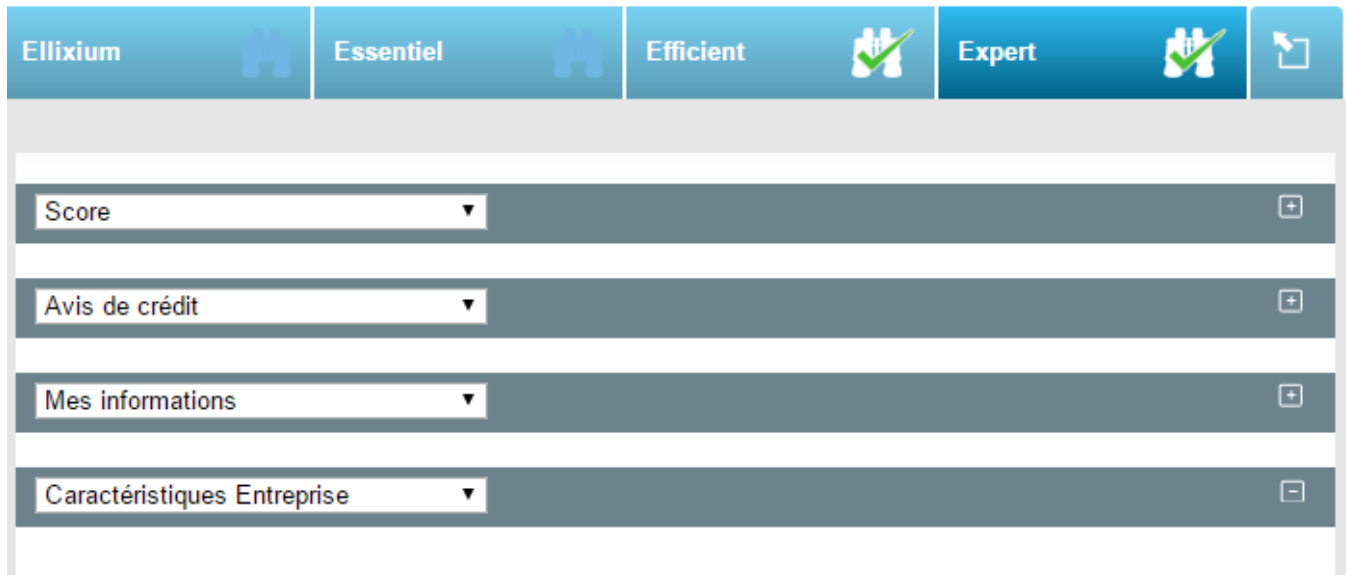 Ellixium Essentiel Efficient Expert
Score
Avis de crédit
Mes informations
Caractéristiques Entreprise